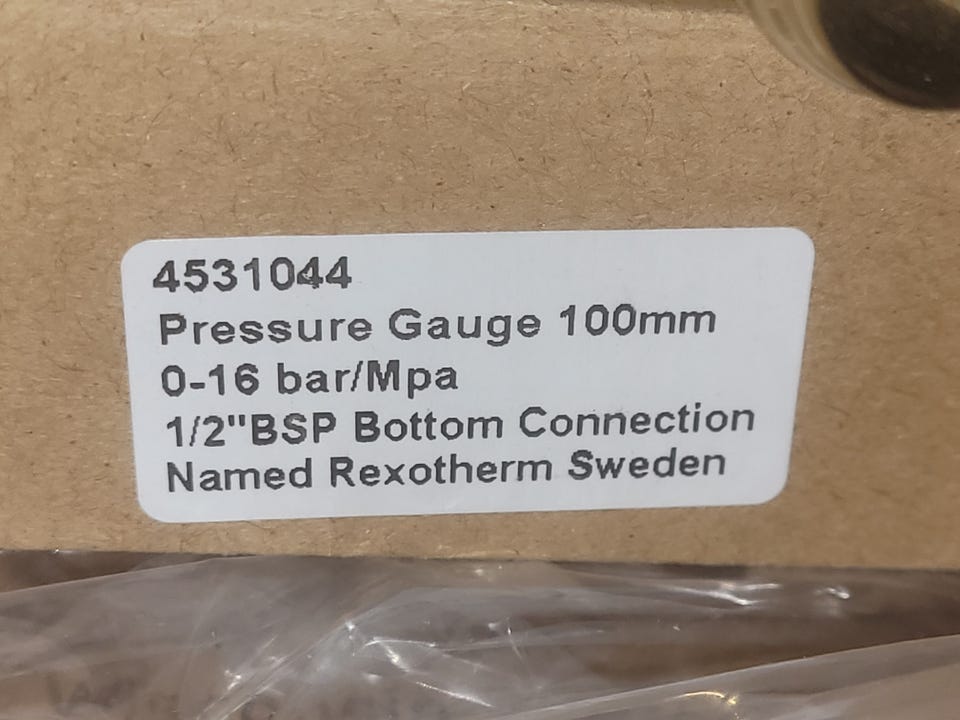 4531044
Pressure Gauge 100mm
0-16 bar/Mpa
1/2"BSP Bottom Connection
Named Rexotherm Sweden